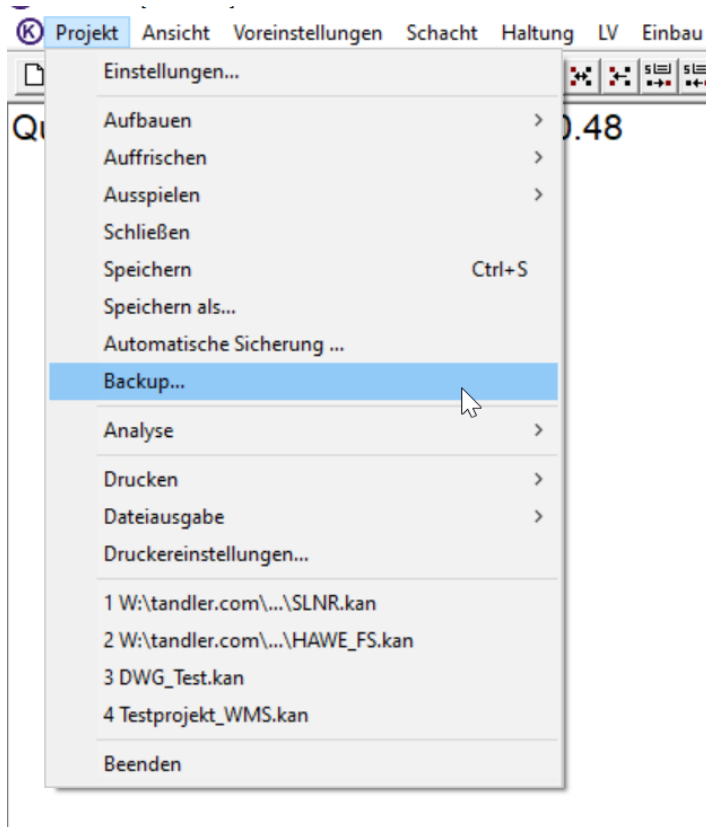 Projekt Ansicht Voreinstellungen Schacht Haltung LV Einbau
Einstellungen...
Qu 0.48
Aufbauen
Auffrischen
Ausspielen
Schließen
Speichern Ctrl+S
Speichern als...
Automatische Sicherung ...
Backup...
Analyse
Drucken
Dateiausgabe
Druckereinstellungen...
1 W:\tandler.com\...\SLNR.kan
2 W:\tandler.com\...\HAWE_FS.kan
3 DWG_Test.kan
4 Testprojekt_WMS.kan
Beenden